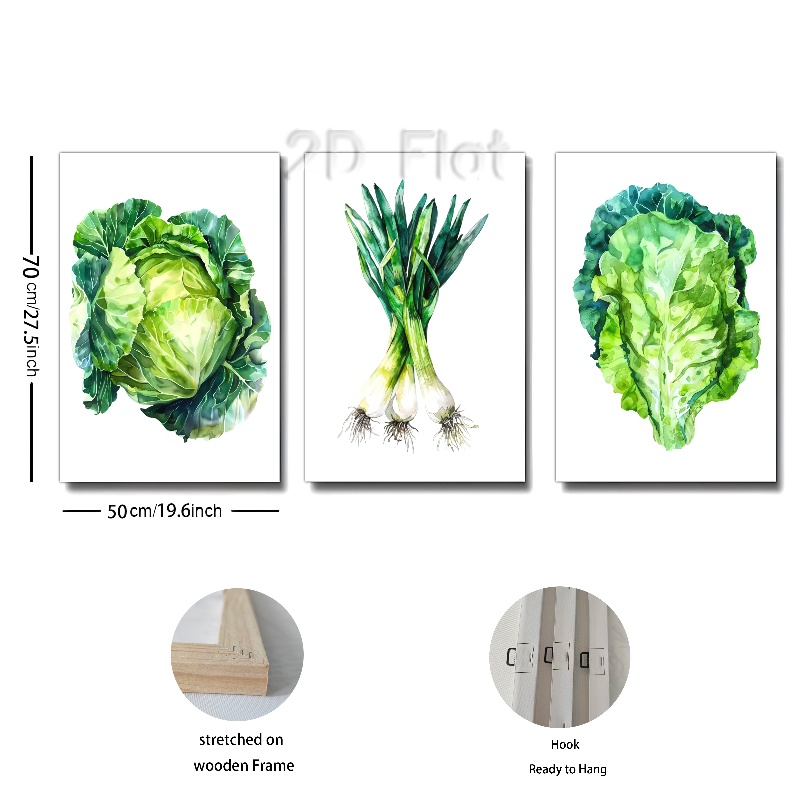 2D Flat
70 cm/27.5inch
50cm/19.6inch
stretched on
wooden Frame
Hook
Ready to Hang